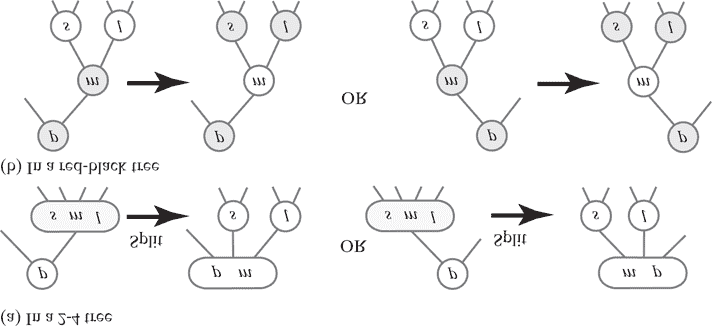 (a) In a 2-4 tree
p p m p m p
Split OR Split
s m l s l s m l s l
(b) In a red-black tree
p p p p
OR
m m m m
s l s l s l s l